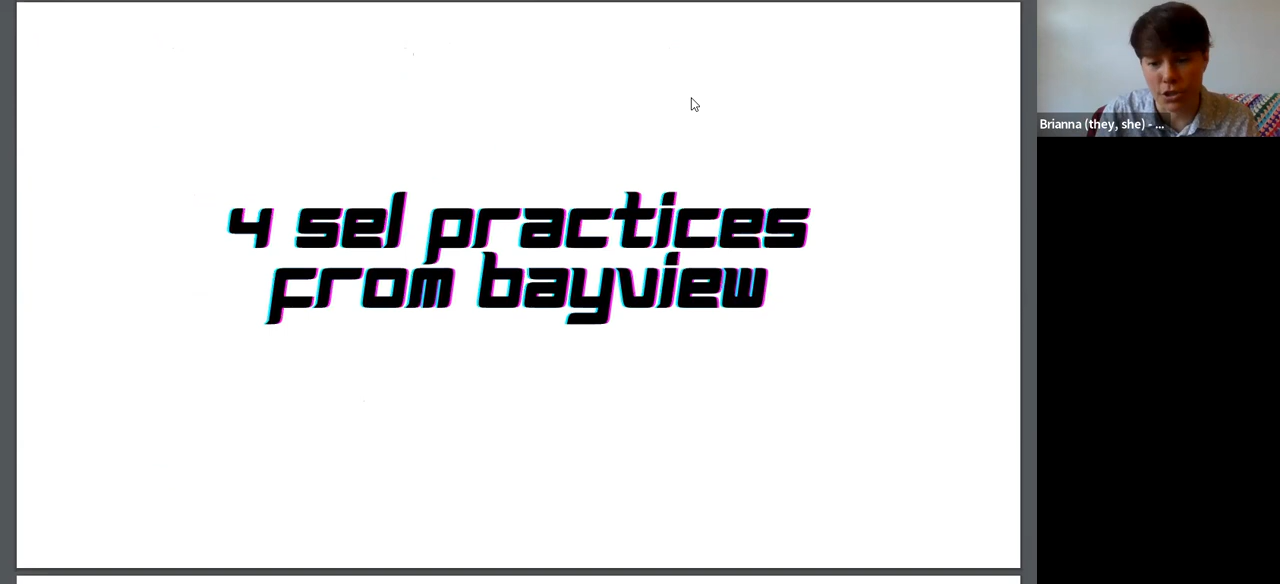 4 sel practices
from bayview
Brianna (they, she) - ...